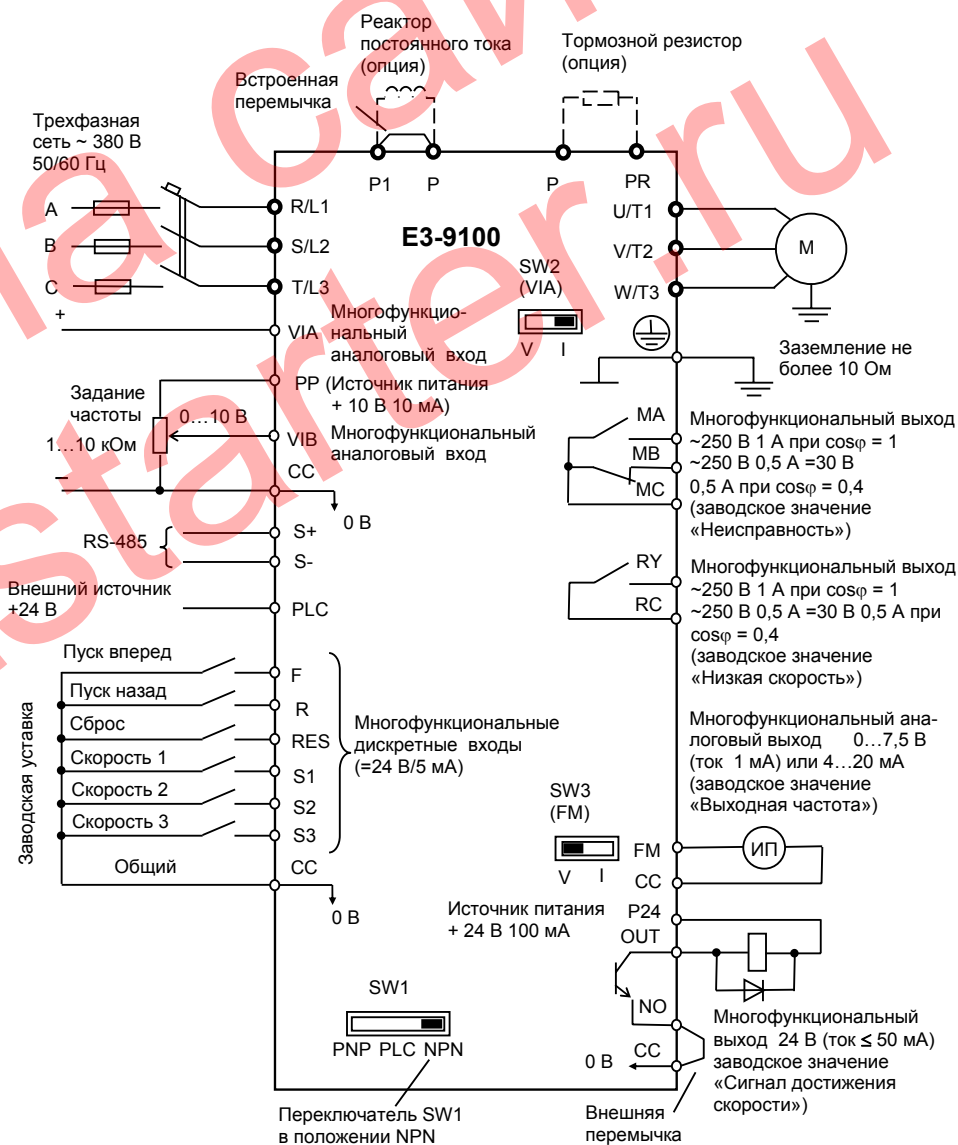 Реактор
постоянного тока
(опция)
Тормозной резистор
(опция)
Встроенная
перемычка
Трехфазная
сеть ~ 380 В
50/60 Гц
P1
P
P
PR
A
B
C
R/L1
S/L2
T/L3
E3-9100
U/T1
V/T2
W/T3
М
SW2
(VIA)
V I
+
VIA
Многофункцио-
нальный
аналоговый вход
Заземление не
более 10 Ом
PP (Источник питания
+ 10 В 10 мА)
Задание
частоты
0…10 В
1…10 кОм
VIB
Многофункциональный
аналоговый вход
CC
–
0 В
MA
MB
MC
Многофункциональный выход
~250 В 1 А при cosφ = 1
~250 В 0,5 А =30 В
0,5 А при cosφ = 0,4
(заводское значение
«Неисправность»)
RS-485
S+
S-
Внешний источник
+24 В
PLC
RY
RC
Многофункциональный выход
~250 В 1 А при cosφ = 1
~250 В 0,5 А =30 В 0,5 А при
cosφ = 0,4
(заводское значение
«Низкая скорость»)
Заводская уставка
Пуск вперед
F
Пуск назад
R
Сброс
RES
Скорость 1
S1
Скорость 2
S2
Скорость 3
S3
Общий
CC
0 В
Многофункциональные
дискретные входы
(=24 В/5 мА)
Многофункциональный ана-
логовый выход 0…7,5 В
(ток 1 мА) или 4…20 мА
(заводское значение
«Выходная частота»)
SW3
(FM)
V I
FM
CC
ИП
Источник питания
+ 24 В 100 мА
P24
OUT
NO
CC
0 В
SW1
PNP PLC NPN
Многофункциональный
выход 24 В (ток ≤ 50 мА)
заводское значение
«Сигнал достижения
скорости»)
Переключатель SW1
в положении NPN
Внешняя
перемычка
на сай
starter.ru